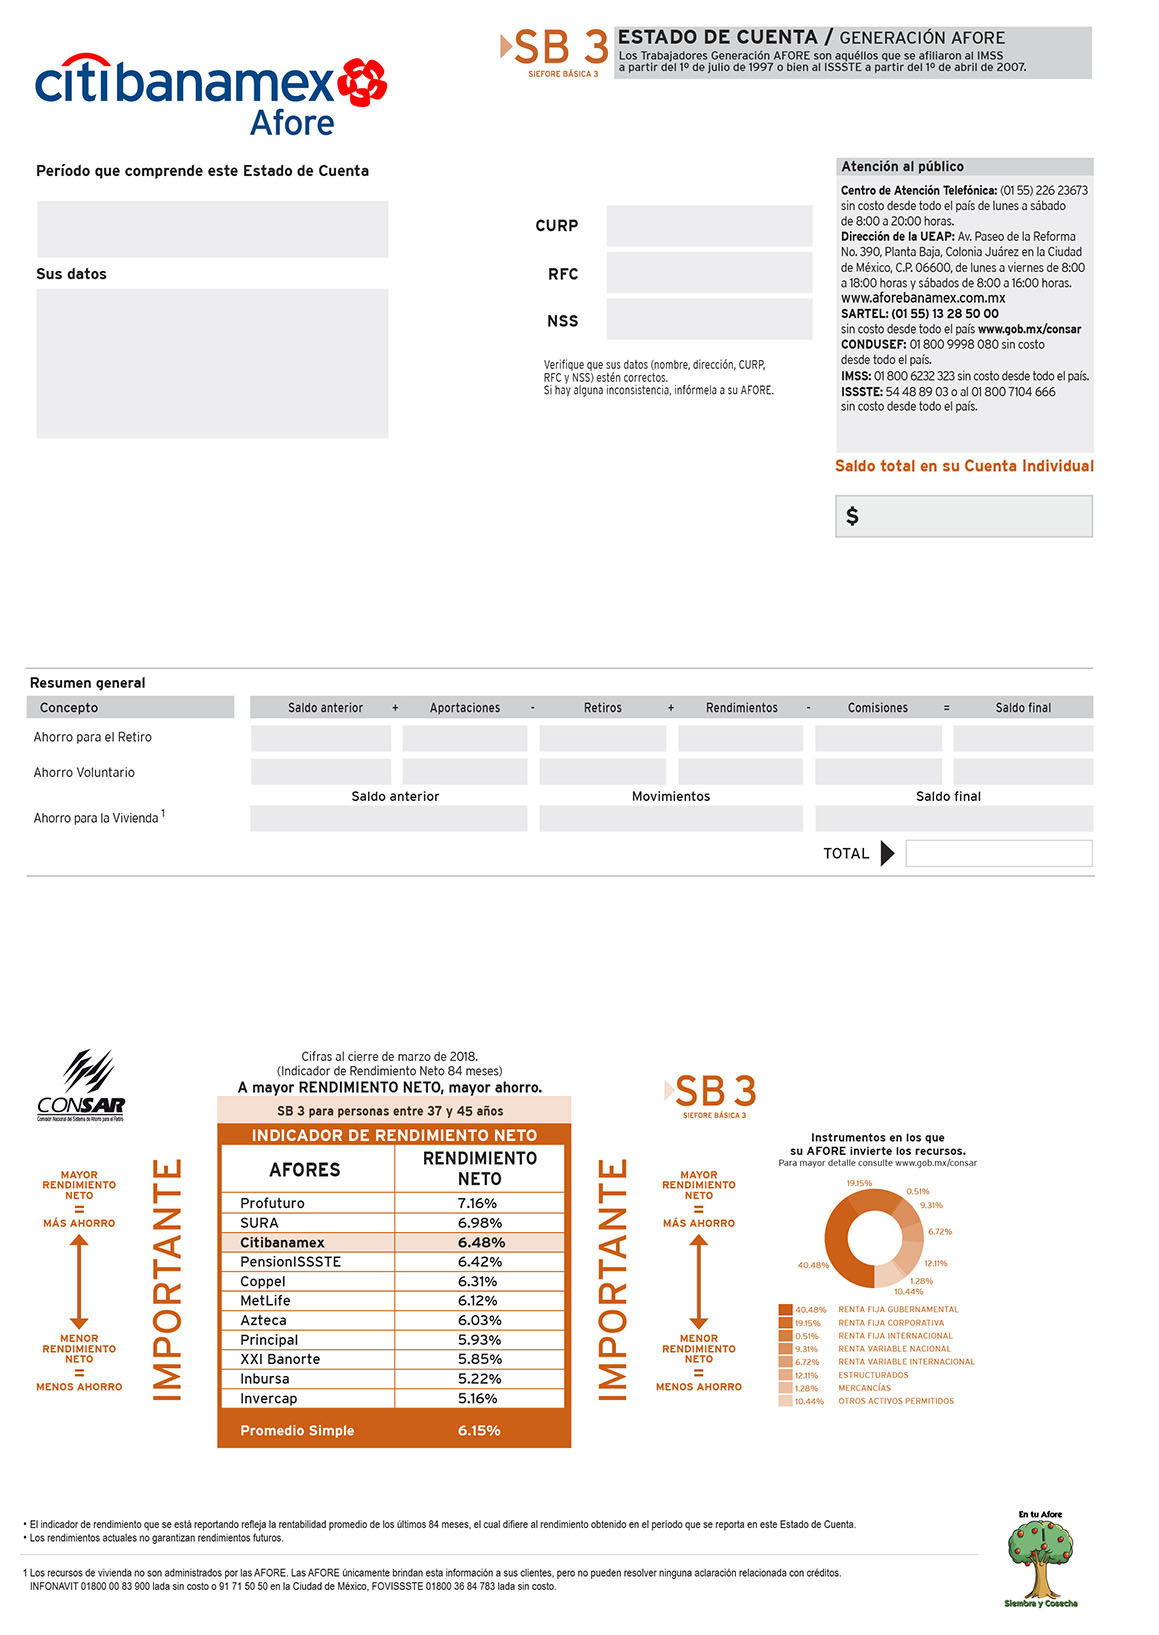 citibanamex
Afore
SB 3
SIEFORE BÁSICA 3
ESTADO DE CUENTA / GENERACIÓN AFORE
Los Trabajadores Generación AFORE son aquéllos que se afiliaron al IMSS
a partir del 1º de julio de 1997 o bien al ISSSTE a partir del 1º de abril de 2007.
Período que comprende este Estado de Cuenta
Sus datos
CURP
RFC
NSS
Verifique que sus datos (nombre, dirección, CURP,
RFC y NSS) estén correctos.
Si hay alguna inconsistencia, infórmela a su AFORE.
Atención al público
Centro de Atención Telefónica: (01 55) 226 23673
sin costo desde todo el país de lunes a sábado
de 8:00 a 20:00 horas.
Dirección de la UEAP: Av. Paseo de la Reforma
No. 390, Planta Baja, Colonia Juárez en la Ciudad
de México, C.P. 06600, de lunes a viernes de 8:00
a 18:00 horas y sábados de 8:00 a 16:00 horas.
www.aforebanamex.com.mx
SARTEL: (01 55) 13 28 50 00
sin costo desde todo el país www.gob.mx/consar
CONDUSEF: 01 800 9998 080 sin costo
desde todo el país.
IMSS: 01 800 6232 323 sin costo desde todo el país.
ISSSTE: 54 48 89 03 o al 01 800 7104 666
sin costo desde todo el país.
Saldo total en su Cuenta Individual
$
Resumen general
Concepto Saldo anterior + Aportaciones - Retiros + Rendimientos - Comisiones = Saldo final
Ahorro para el Retiro
Ahorro Voluntario
Saldo anterior Movimientos Saldo final
Ahorro para la Vivienda 1
TOTAL
CONSAR
Comisión Nacional del Sistema de Ahorro para el Retiro
MAYOR
RENDIMIENTO
NETO
=
MÁS AHORRO
MENOR
RENDIMIENTO
NETO
=
MENOS AHORRO
IMPORTANTE
Cifras al cierre de marzo de 2018.
(Indicador de Rendimiento Neto 84 meses)
A mayor RENDIMIENTO NETO, mayor ahorro.
SB 3 para personas entre 37 y 45 años
INDICADOR DE RENDIMIENTO NETO
AFORES RENDIMIENTO NETO
Profuturo 7.16%
SURA 6.98%
Citibanamex 6.48%
PensionISSSTE 6.42%
Coppel 6.31%
MetLife 6.12%
Azteca 6.03%
Principal 5.93%
XXI Banorte 5.85%
Inbursa 5.22%
Invercap 5.16%
Promedio Simple 6.15%
IMPORTANTE
SB 3
SIEFORE BÁSICA 3
MAYOR
RENDIMIENTO
NETO
=
MÁS AHORRO
MENOR
RENDIMIENTO
NETO
=
MENOS AHORRO
Instrumentos en los que
su AFORE invierte los recursos.
Para mayor detalle consulte www.gob.mx/consar
19.15%
0.51%
9.31%
6.72%
12.11%
1.28%
10.44%
40.48%
40.48% RENTA FIJA GUBERNAMENTAL
19.15% RENTA FIJA CORPORATIVA
0.51% RENTA FIJA INTERNACIONAL
9.31% RENTA VARIABLE NACIONAL
6.72% RENTA VARIABLE INTERNACIONAL
12.11% ESTRUCTURADOS
1.28% MERCANCÍAS
10.44% OTROS ACTIVOS PERMITIDOS
• El indicador de rendimiento que se está reportando refleja la rentabilidad promedio de los últimos 84 meses, el cual difiere al rendimiento obtenido en el período que se reporta en este Estado de Cuenta.
• Los rendimientos actuales no garantizan rendimientos futuros.
1 Los recursos de vivienda no son administrados por las AFORE. Las AFORE únicamente brindan esta información a sus clientes, pero no pueden resolver ninguna aclaración relacionada con créditos.
INFONAVIT 01800 00 83 900 lada sin costo o 91 71 50 50 en la Ciudad de México, FOVISSSTE 01800 36 84 783 lada sin costo.
En tu Afore
Siembra y Cosecha